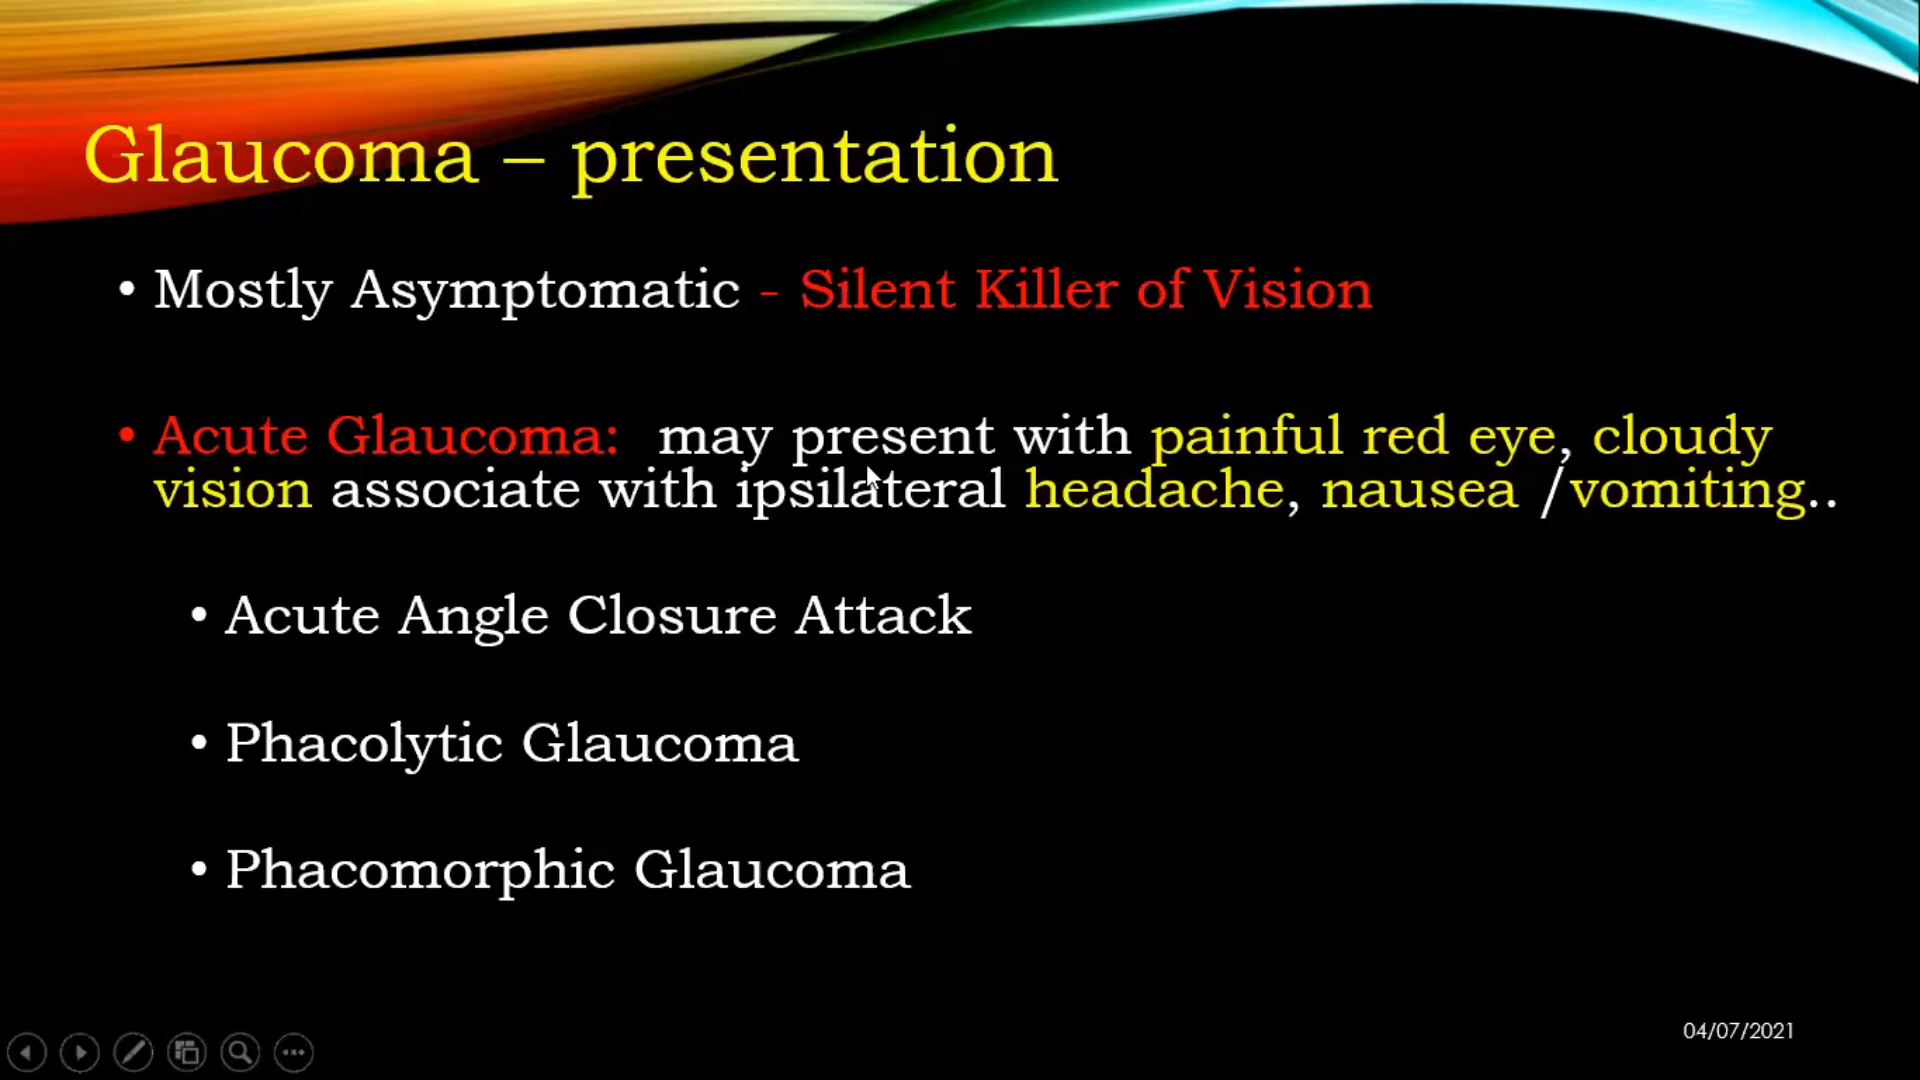 Glaucoma – presentation
• Mostly Asymptomatic - Silent Killer of Vision
• Acute Glaucoma: may present with painful red eye, cloudy
vision associate with ipsilateral headache, nausea /vomiting..
• Acute Angle Closure Attack
• Phacolytic Glaucoma
• Phacomorphic Glaucoma
04/07/2021